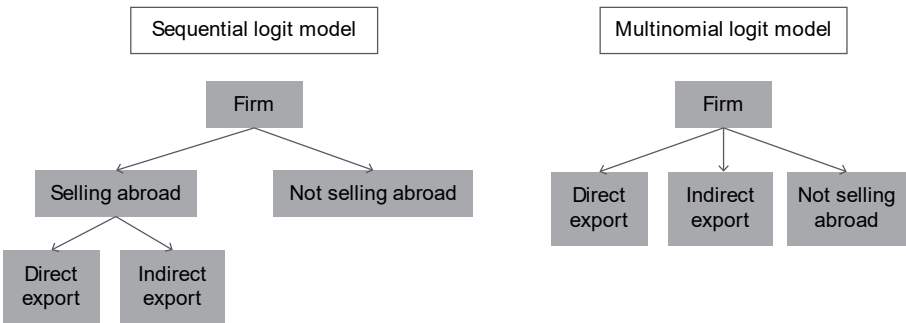 Sequential logit model
Firm
Selling abroad
Not selling abroad
Direct
export
Indirect
export
Multinomial logit model
Firm
Direct
export
Indirect
export
Not selling
abroad